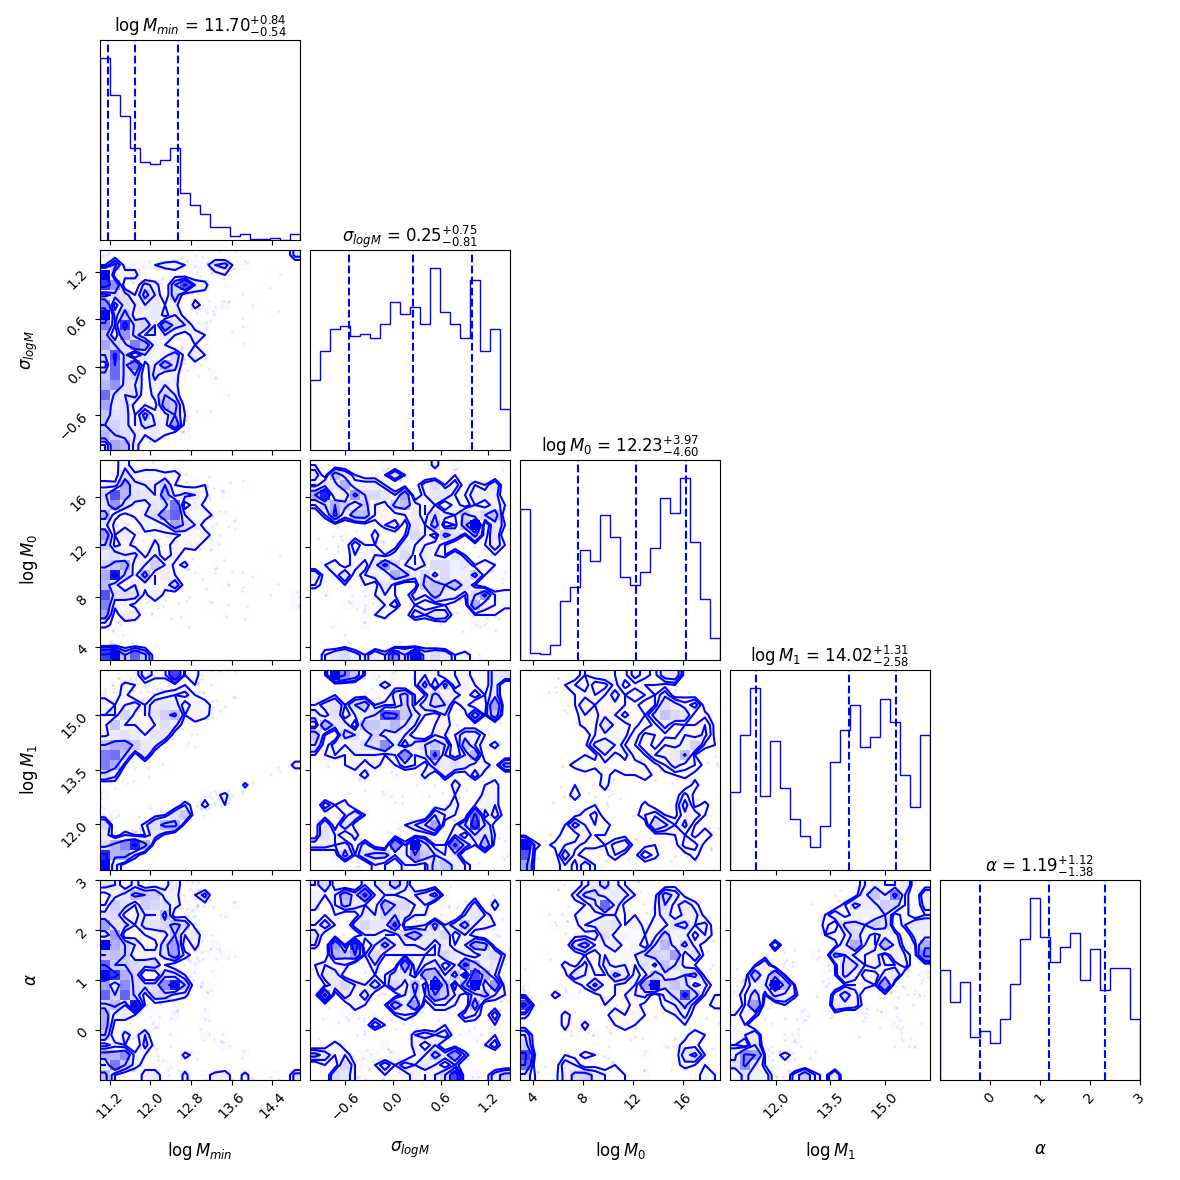 log M_min = 11.70^{+0.84}_{-0.54}
σ_logM = 0.25^{+0.75}_{-0.81}
1.2
0.6
0.0
−0.6
σ_logM
log M_0 = 12.23^{+3.97}_{-4.60}
16
12
8
4
log M_0
log M_1 = 14.02^{+1.31}_{-2.58}
15.0
13.5
12.0
log M_1
α = 1.19^{+1.12}_{-1.38}
3
2
1
0
α
11.2 12.0 12.8 13.6 14.4 −0.6 0.0 0.6 1.2 4 8 12 16 12.0 13.5 15.0 0 1 2 3
log M_min σ_logM log M_0 log M_1 α